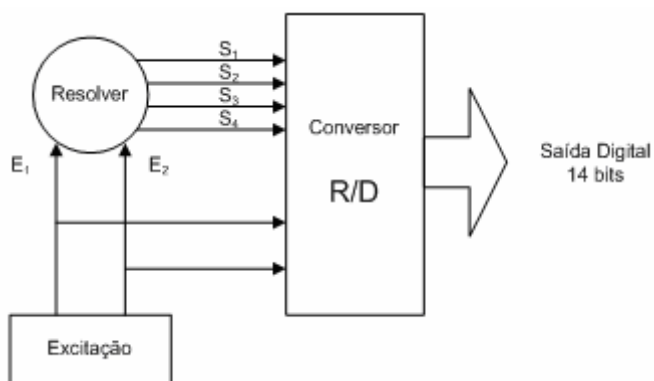 S1
S2
S3
S4
Resolver
Conversor
R/D
Saída Digital
14 bits
E1
E2
Excitação